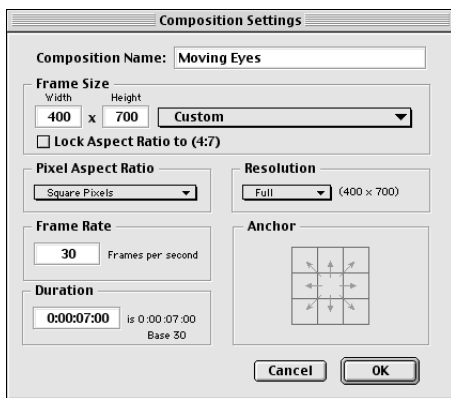 Composition Settings
Composition Name: Moving Eyes
Frame Size
Width Height
400 x 700 Custom
Lock Aspect Ratio to (4:7)
Pixel Aspect Ratio
Square Pixels
Resolution
Full (400 x 700)
Frame Rate
30 Frames per second
Anchor
Duration
0:00:07:00 is 0:00:07:00
Base 30
Cancel OK